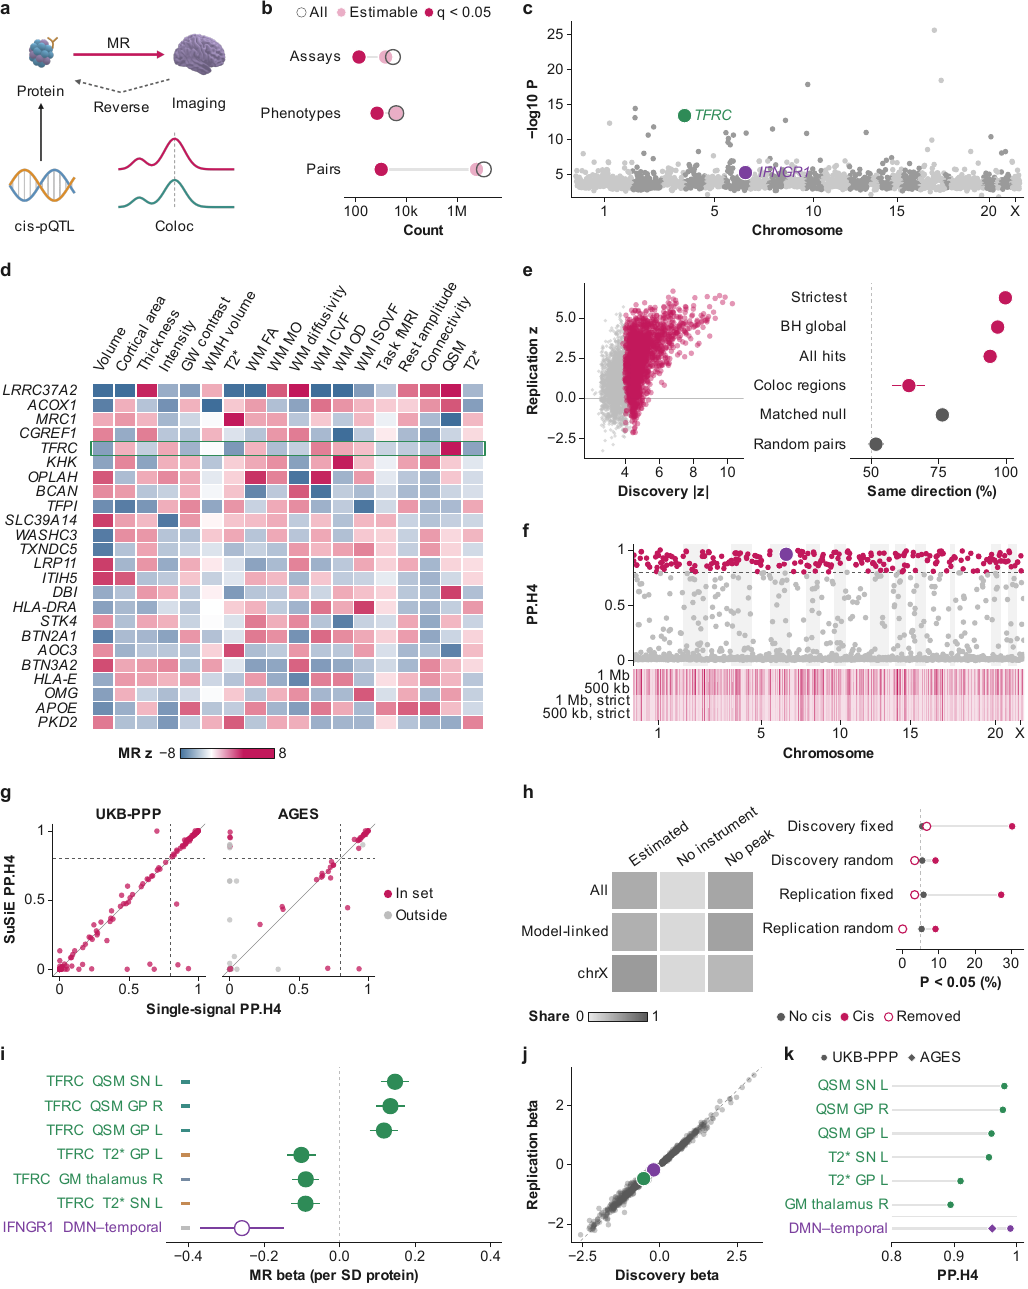 a
MR
Protein
Reverse
Imaging
cis-pQTL
Coloc
b
All
Estimable
q < 0.05
Assays
Phenotypes
Pairs
100
10k
1M
Count
c
−log10 P
25
20
15
10
5
TFRC
IFNGR1
1
5
10
15
20
X
Chromosome
d
Volume
Cortical area
Thickness
Intensity
GW contrast
WMH volume
T2*
WM FA
WM MO
WM diffusivity
WM ICVF
WM OD
WM ISOVF
Task fMRI
Rest amplitude
Connectivity
QSM
T2*
LRRC37A2
ACOX1
MRC1
CGREF1
TFRC
KHK
OPLAH
BCAN
TFPI
SLC39A14
WASHC3
TXNDC5
LRP11
ITIH5
DBI
HLA-DRA
STK4
BTN2A1
AOC3
BTN3A2
HLA-E
OMG
APOE
PKD2
MR z
−8
8
e
Replication z
5.0
2.5
0.0
−2.5
4
6
8
10
Discovery |z|
Strictest
BH global
All hits
Coloc regions
Matched null
Random pairs
50
75
100
Same direction (%)
f
PP.H4
1
0.5
0
1 Mb
500 kb
1 Mb, strict
500 kb, strict
1
5
10
15
20
X
Chromosome
g
UKB-PPP
AGES
SuSiE PP.H4
1
0.5
0
0
0.5
1
0
0.5
1
Single-signal PP.H4
In set
Outside
h
Estimated
No instrument
No peak
All
Model-linked
chrX
Share
0
1
Discovery fixed
Discovery random
Replication fixed
Replication random
0
10
20
30
P < 0.05 (%)
No cis
Cis
Removed
i
TFRC QSM SN L
TFRC QSM GP R
TFRC QSM GP L
TFRC T2* GP L
TFRC GM thalamus R
TFRC T2* SN L
IFNGR1 DMN–temporal
−0.4
−0.2
0.0
0.2
0.4
MR beta (per SD protein)
j
Replication beta
2
0
−2
−2.5
0.0
2.5
Discovery beta
k
UKB-PPP
AGES
QSM SN L
QSM GP R
QSM GP L
T2* SN L
T2* GP L
GM thalamus R
DMN–temporal
0.8
0.9
1
PP.H4